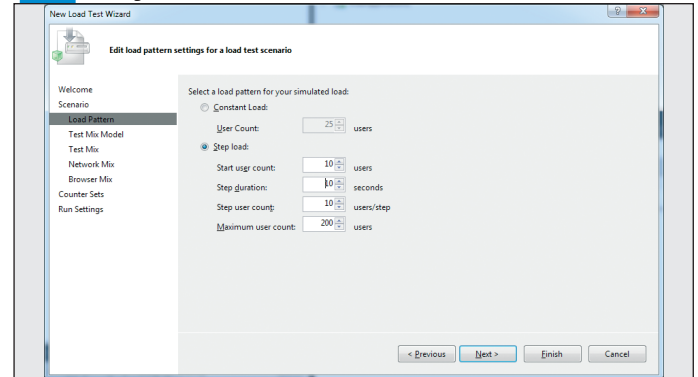 New Load Test Wizard
Edit load pattern settings for a load test scenario
Welcome
Scenario
Load Pattern
Test Mix Model
Test Mix
Network Mix
Browser Mix
Counter Sets
Run Settings
Select a load pattern for your simulated load:
Constant Load:
User Count: 25 users
Step load:
Start user count: 10 users
Step duration: 10 seconds
Step user count: 10 users/step
Maximum user count: 200 users
< Previous Next > Finish Cancel